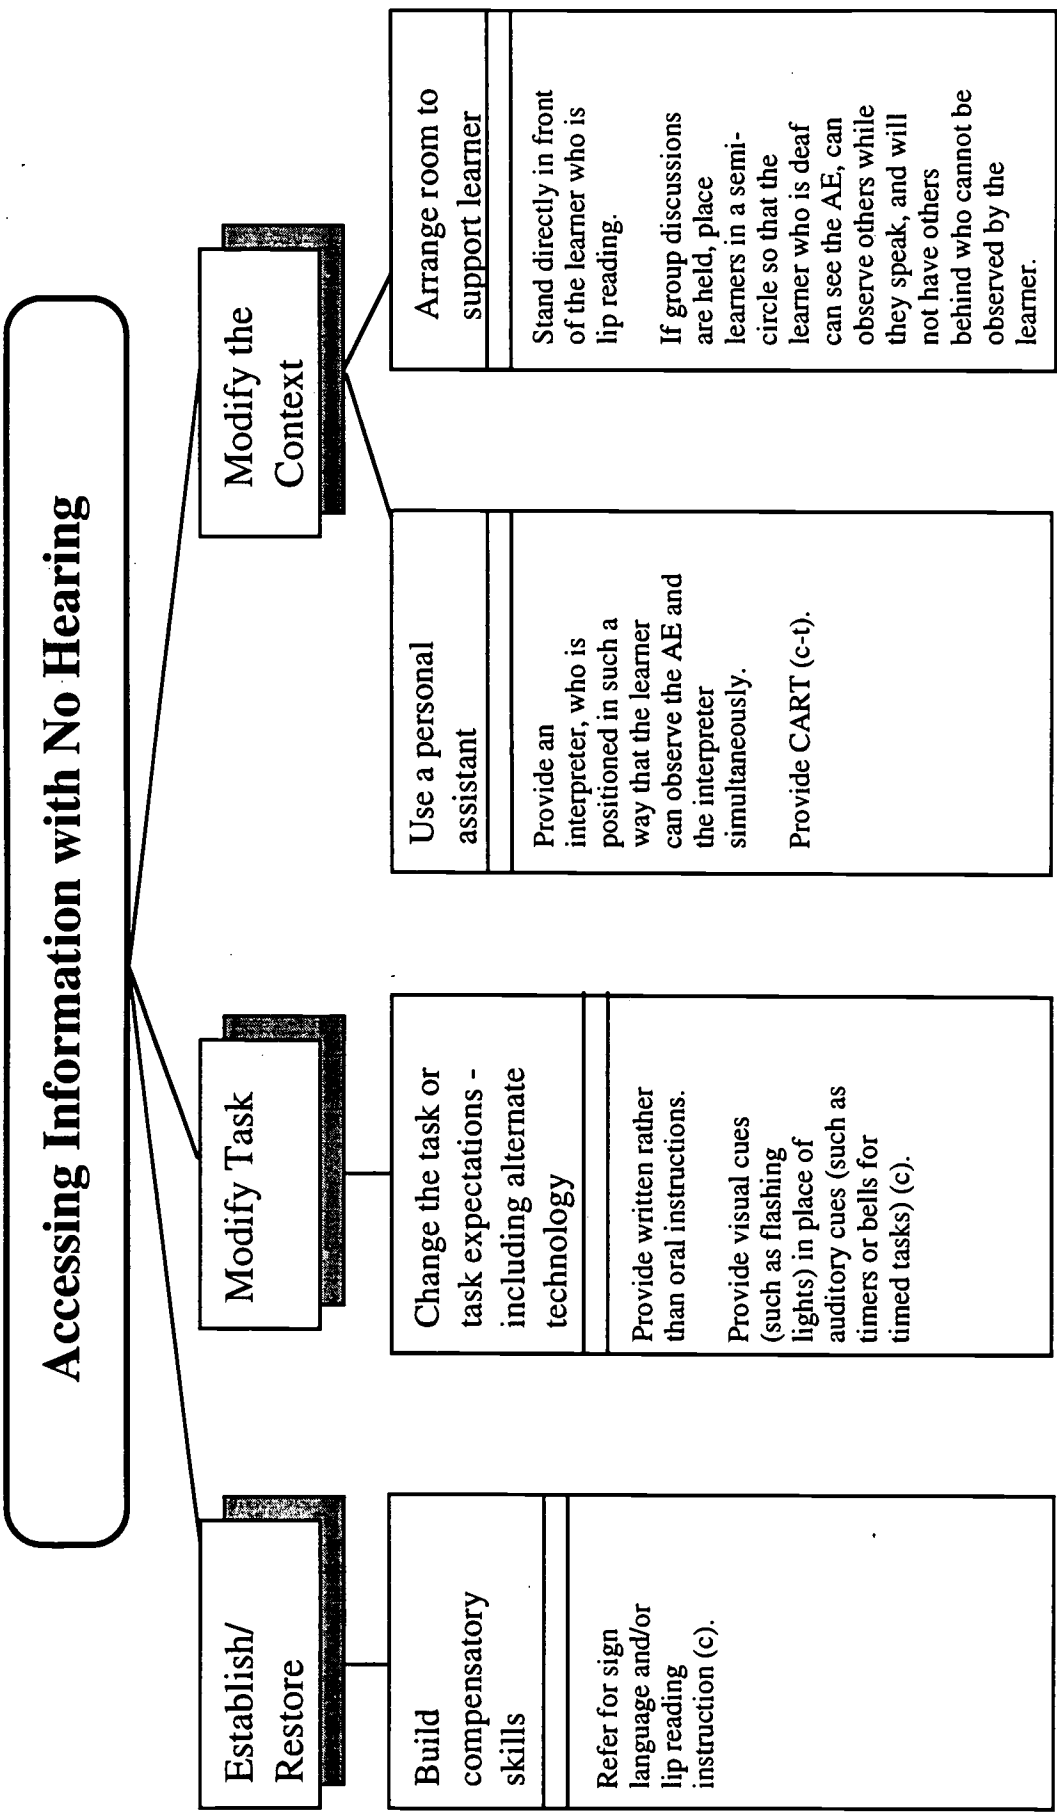 Accessing Information with No Hearing
Establish/
Restore
Build
compensatory
skills
Refer for sign
language and/or
lip reading
instruction (c).
Modify Task
Change the task or
task expectations -
including alternate
technology
Provide written rather
than oral instructions.
Provide visual cues
(such as flashing
lights) in place of
auditory cues (such as
timers or bells for
timed tasks) (c).
Modify the
Context
Use a personal
assistant
Provide an
interpreter, who is
positioned in such a
way that the learner
can observe the AE and
the interpreter
simultaneously.
Provide CART (c-t).
Arrange room to
support learner
Stand directly in front
of the learner who is
lip reading.
If group discussions
are held, place
learners in a semi-
circle so that the
learner who is deaf
can see the AE, can
observe others while
they speak, and will
not have others
behind who cannot be
observed by the
learner.